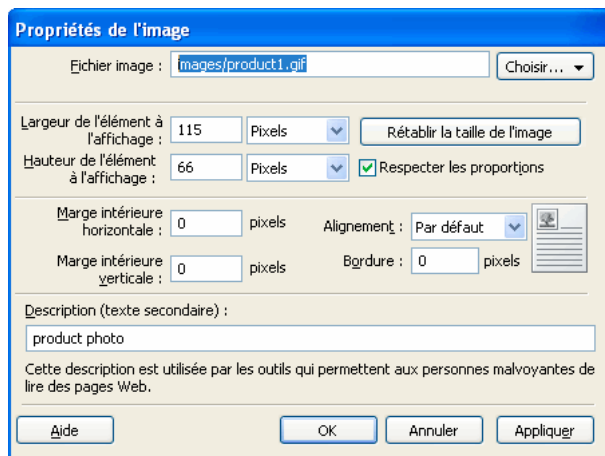 Propriétés de l'image
Fichier image : images/product1.gif Choisir...
Largeur de l'élément à
l'affichage : 115 Pixels Rétablir la taille de l'image
Hauteur de l'élément
à l'affichage : 66 Pixels Respecter les proportions
Marge intérieure
horizontale : 0 pixels Alignement : Par défaut
Marge intérieure
verticale : 0 pixels Bordure : 0 pixels
Description (texte secondaire) :
product photo
Cette description est utilisée par les outils qui permettent aux personnes malvoyantes de
lire des pages Web.
Aide OK Annuler Appliquer